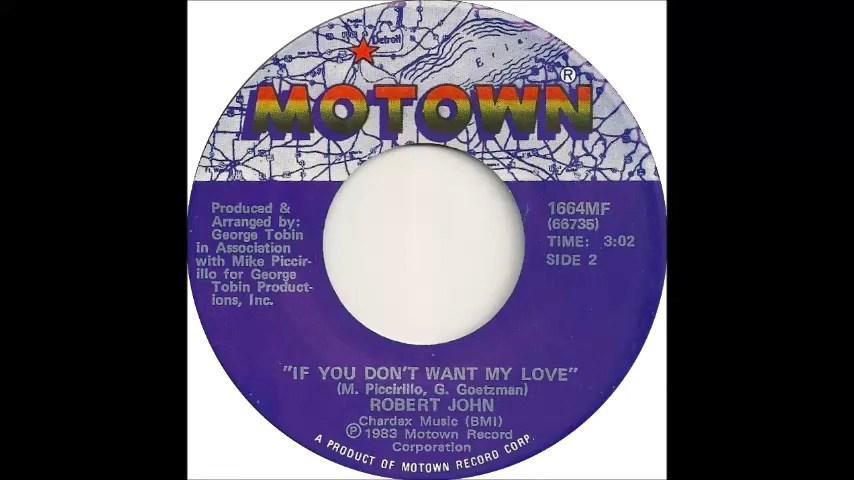 Detroit
Erie
MOTOWN®
Produced &
Arranged by:
George Tobin
in Association
with Mike Piccir-
illo for George
Tobin Product-
ions, Inc.
1664MF
(66735)
TIME: 3:02
SIDE 2
"IF YOU DON'T WANT MY LOVE"
(M. Piccirillo, G. Goetzman)
ROBERT JOHN
Chardax Music (BMI)
Ⓟ1983 Motown Record
Corporation
A PRODUCT OF MOTOWN RECORD CORP.